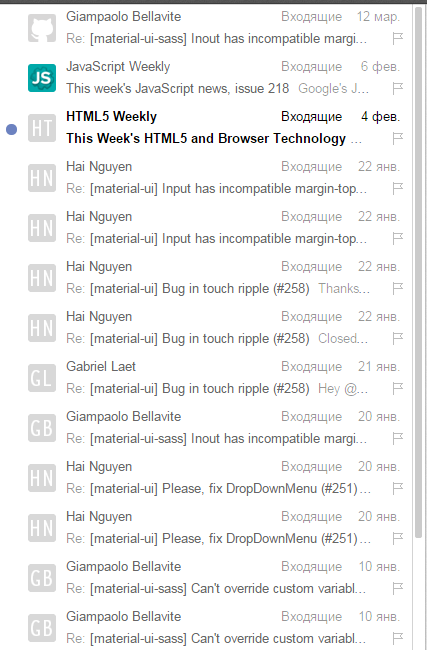 Giampaolo Bellavite Входящие 12 мар.
Re: [material-ui-sass] Inout has incompatible margi...
JS JavaScript Weekly Входящие 6 фев.
This week's JavaScript news, issue 218 Google's J...
HT HTML5 Weekly Входящие 4 фев.
This Week's HTML5 and Browser Technology ...
HN Hai Nguyen Входящие 22 янв.
Re: [material-ui] Input has incompatible margin-top...
HN Hai Nguyen Входящие 22 янв.
Re: [material-ui] Input has incompatible margin-top...
HN Hai Nguyen Входящие 22 янв.
Re: [material-ui] Bug in touch ripple (#258) Thanks...
HN Hai Nguyen Входящие 22 янв.
Re: [material-ui] Bug in touch ripple (#258) Closed...
GL Gabriel Laet Входящие 21 янв.
Re: [material-ui] Bug in touch ripple (#258) Hey @...
GB Giampaolo Bellavite Входящие 20 янв.
Re: [material-ui-sass] Inout has incompatible margi...
HN Hai Nguyen Входящие 20 янв.
Re: [material-ui] Please, fix DropDownMenu (#251)...
HN Hai Nguyen Входящие 20 янв.
Re: [material-ui] Please, fix DropDownMenu (#251)...
GB Giampaolo Bellavite Входящие 10 янв.
Re: [material-ui-sass] Can't override custom variabl...
GB Giampaolo Bellavite Входящие 10 янв.
Re: [material-ui-sass] Can't override custom variabl...